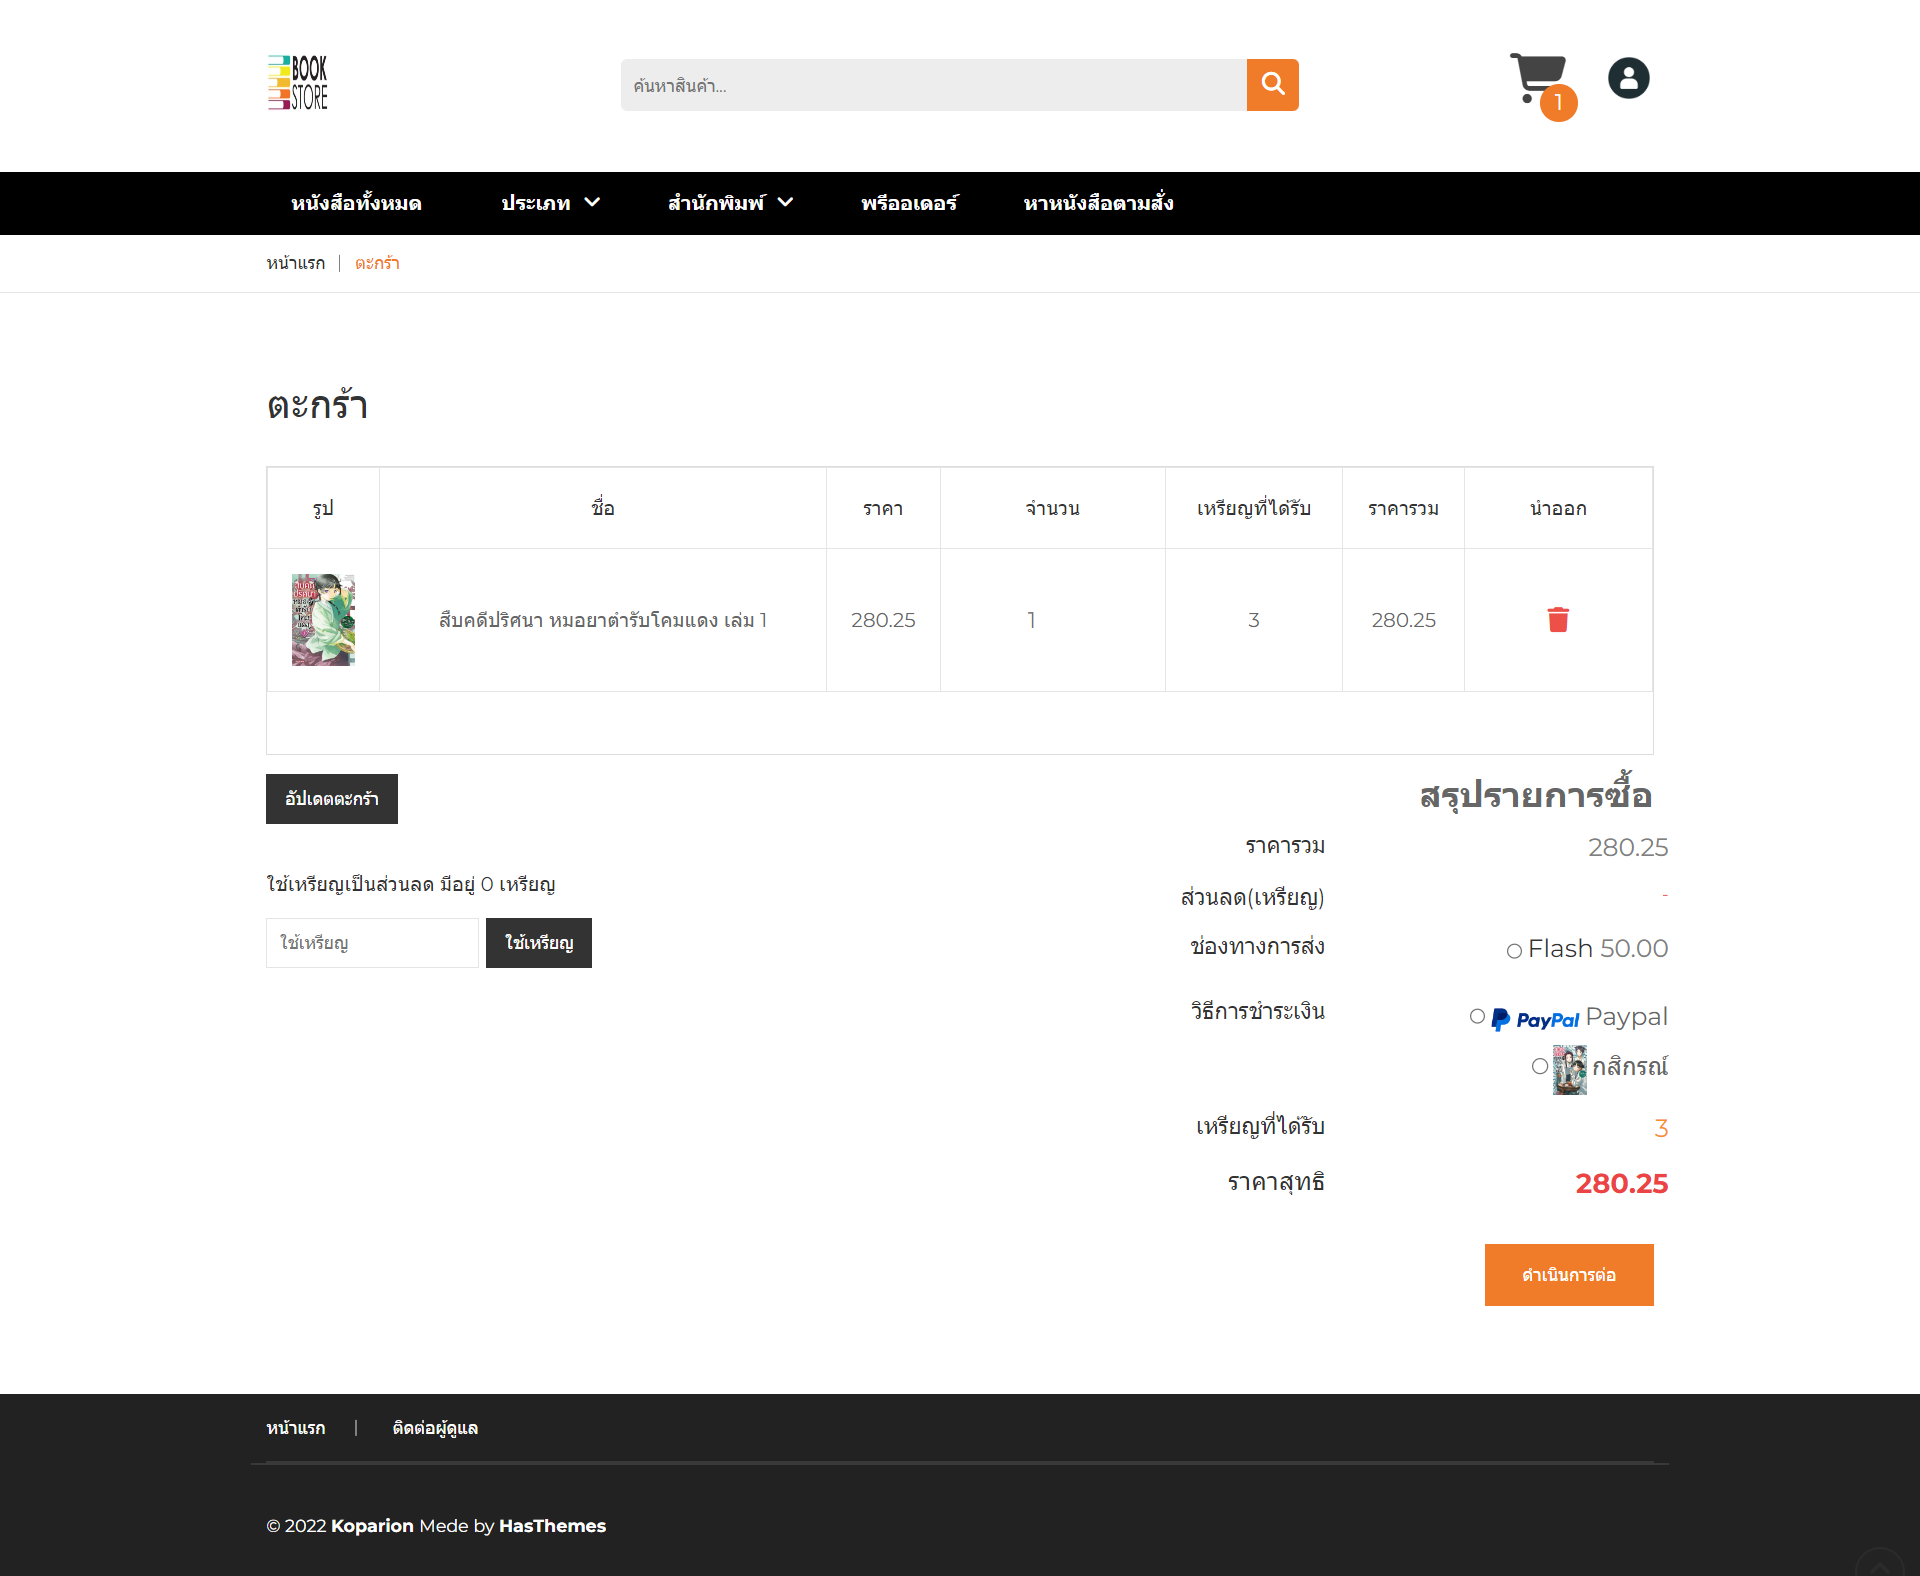 BOOK
STORE
ค้นหาสินค้า...
1
หนังสือทั้งหมด ประเภท สำนักพิมพ์ พรีออเดอร์ หาหนังสือตามสั่ง
หน้าแรก ตะกร้า
ตะกร้า
รูป ชื่อ ราคา จำนวน เหรียญที่ได้รับ ราคารวม นำออก
สืบคดีปริศนา หมอยาตำรับโคมแดง เล่ม 1 280.25 1 3 280.25
อัปเดตตะกร้า
สรุปรายการซื้อ
ราคารวม 280.25
ใช้เหรียญเป็นส่วนลด มีอยู่ 0 เหรียญ
ส่วนลด(เหรียญ) -
ใช้เหรียญ ใช้เหรียญ
ช่องทางการส่ง Flash 50.00
วิธีการชำระเงิน PayPal Paypal
กสิกรณ์
เหรียญที่ได้รับ 3
ราคาสุทธิ 280.25
ดำเนินการต่อ
หน้าแรก | ติดต่อผู้ดูแล
© 2022 Koparion Mede by HasThemes